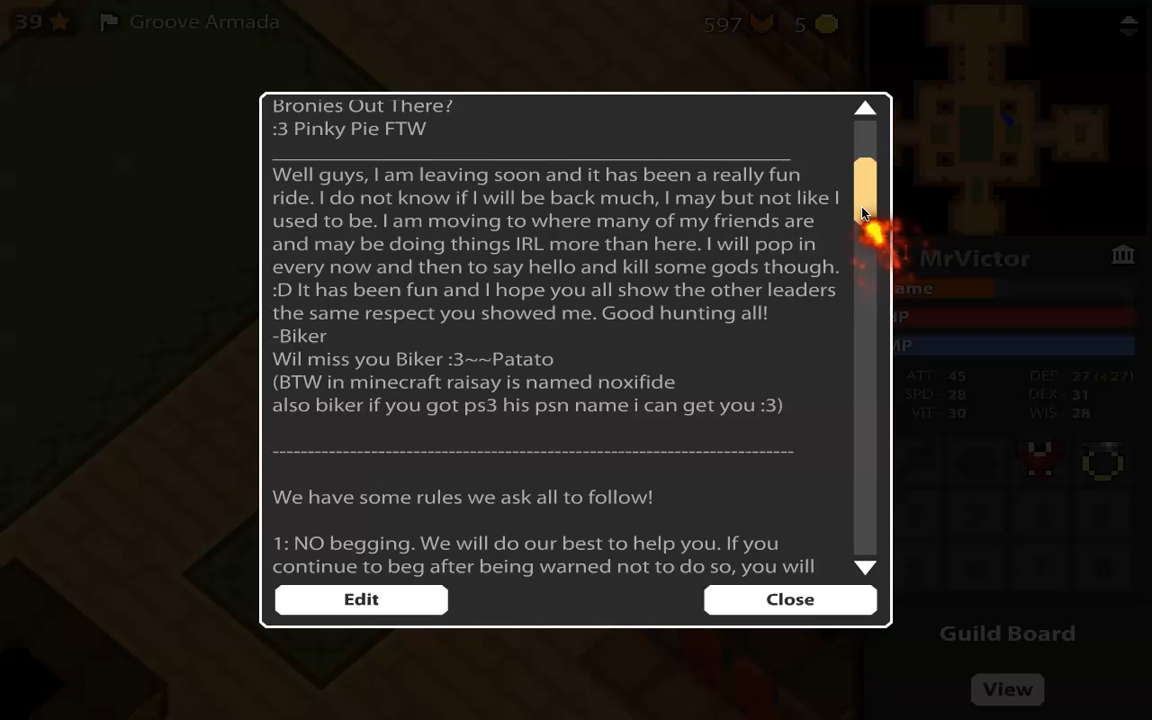 39 Groove Armada 597 5
Bronies Out There?
:3 Pinky Pie FTW
Well guys, I am leaving soon and it has been a really fun
ride. I do not know if I will be back much, I may but not like I
used to be. I am moving to where many of my friends are
and may be doing things IRL more than here. I will pop in
every now and then to say hello and kill some gods though.
:D It has been fun and I hope you all show the other leaders
the same respect you showed me. Good hunting all!
-Biker
Wil miss you Biker :3~~Patato
(BTW in minecraft raisay is named noxifide
also biker if you got ps3 his psn name i can get you :3)
---------------------------------------------------------------------------
We have some rules we ask all to follow!
1: NO begging. We will do our best to help you. If you
continue to beg after being warned not to do so, you will
Edit
Close
MrVictor
ame
HP
MP
ATT - 45 DEF - 27 (+27)
SPD - 28 DEX - 31
VIT - 30 WIS - 28
Guild Board
View